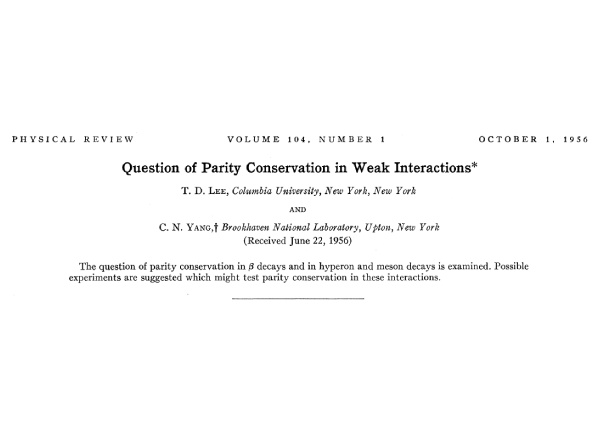 PHYSICAL REVIEW VOLUME 104, NUMBER 1 OCTOBER 1, 1956
Question of Parity Conservation in Weak Interactions*
T. D. LEE, Columbia University, New York, New York
AND
C. N. YANG,† Brookhaven National Laboratory, Upton, New York
(Received June 22, 1956)
The question of parity conservation in β decays and in hyperon and meson decays is examined. Possible
experiments are suggested which might test parity conservation in these interactions.